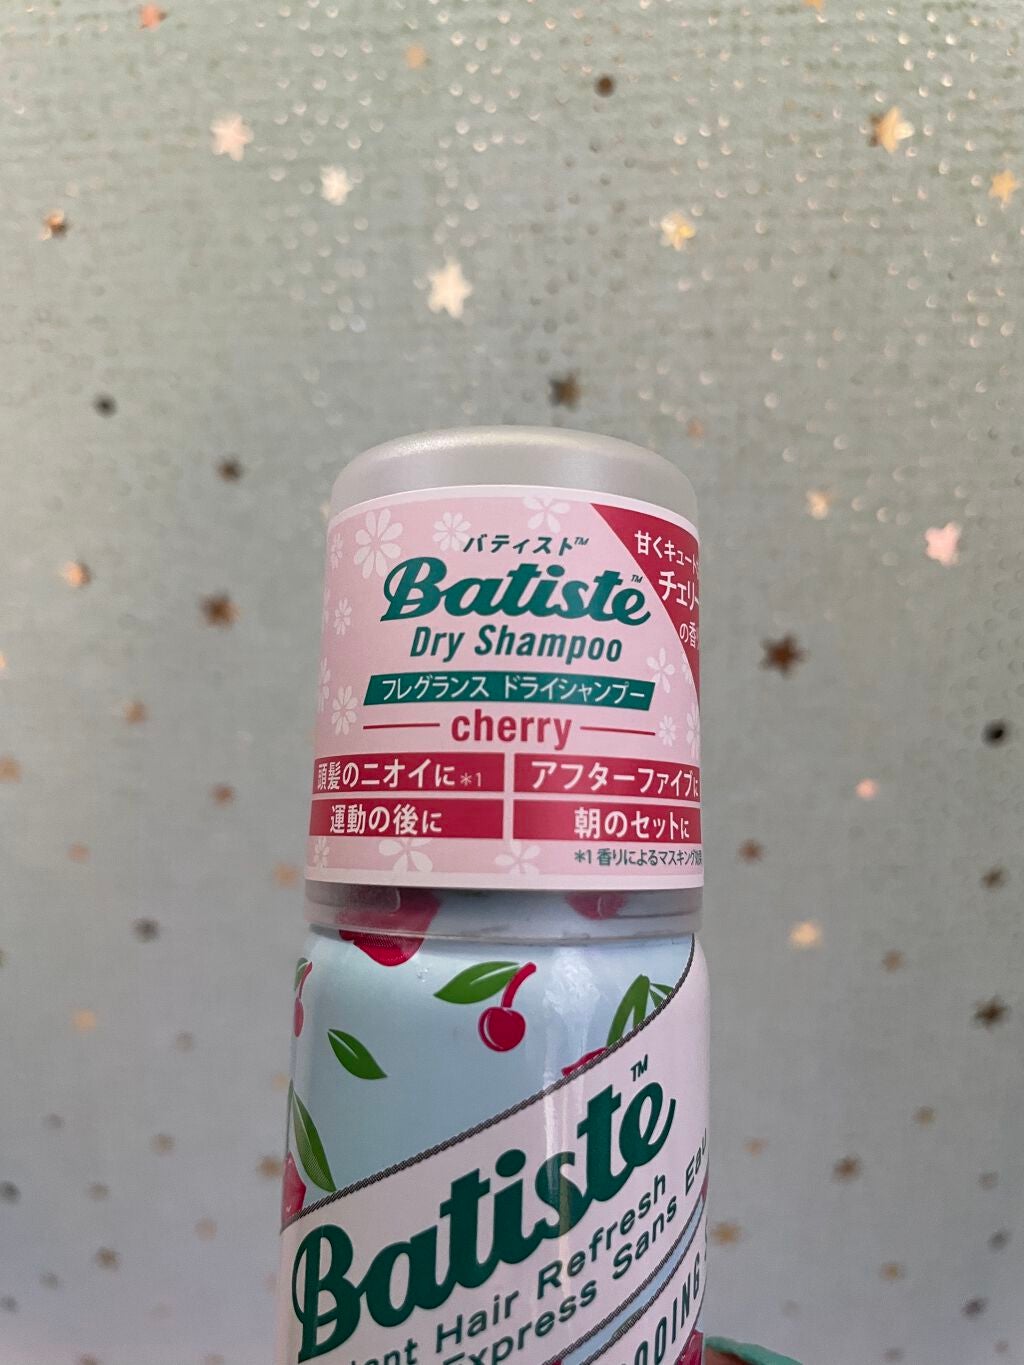 バティスト™
Batiste™
Dry Shampoo
フレグランス ドライシャンプー
cherry
甘くキュート
チェリー
の香
頭髪のニオイに*1
アフターファイブに
運動の後に
朝のセットに
*1 香りによるマスキング
Batiste™
Hair Refresh
Express Sans Eau